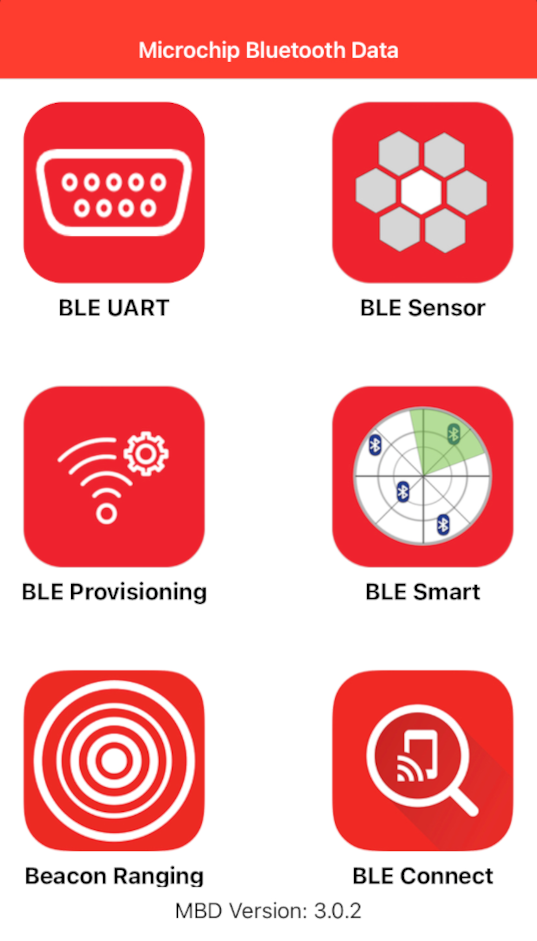 Microchip Bluetooth Data
BLE UART
BLE Sensor
BLE Provisioning
BLE Smart
Beacon Ranging
BLE Connect
MBD Version: 3.0.2